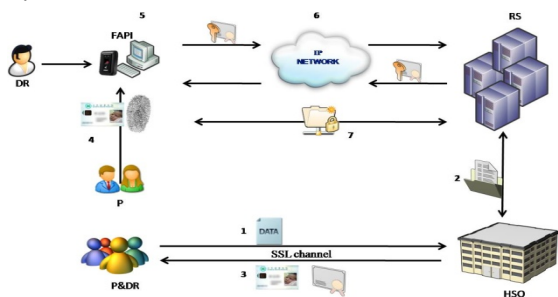 5
6
FAPI
RS
IP
NETWORK
DR
4
7
2
P
1
DATA
SSL channel
3
P&DR
HSO